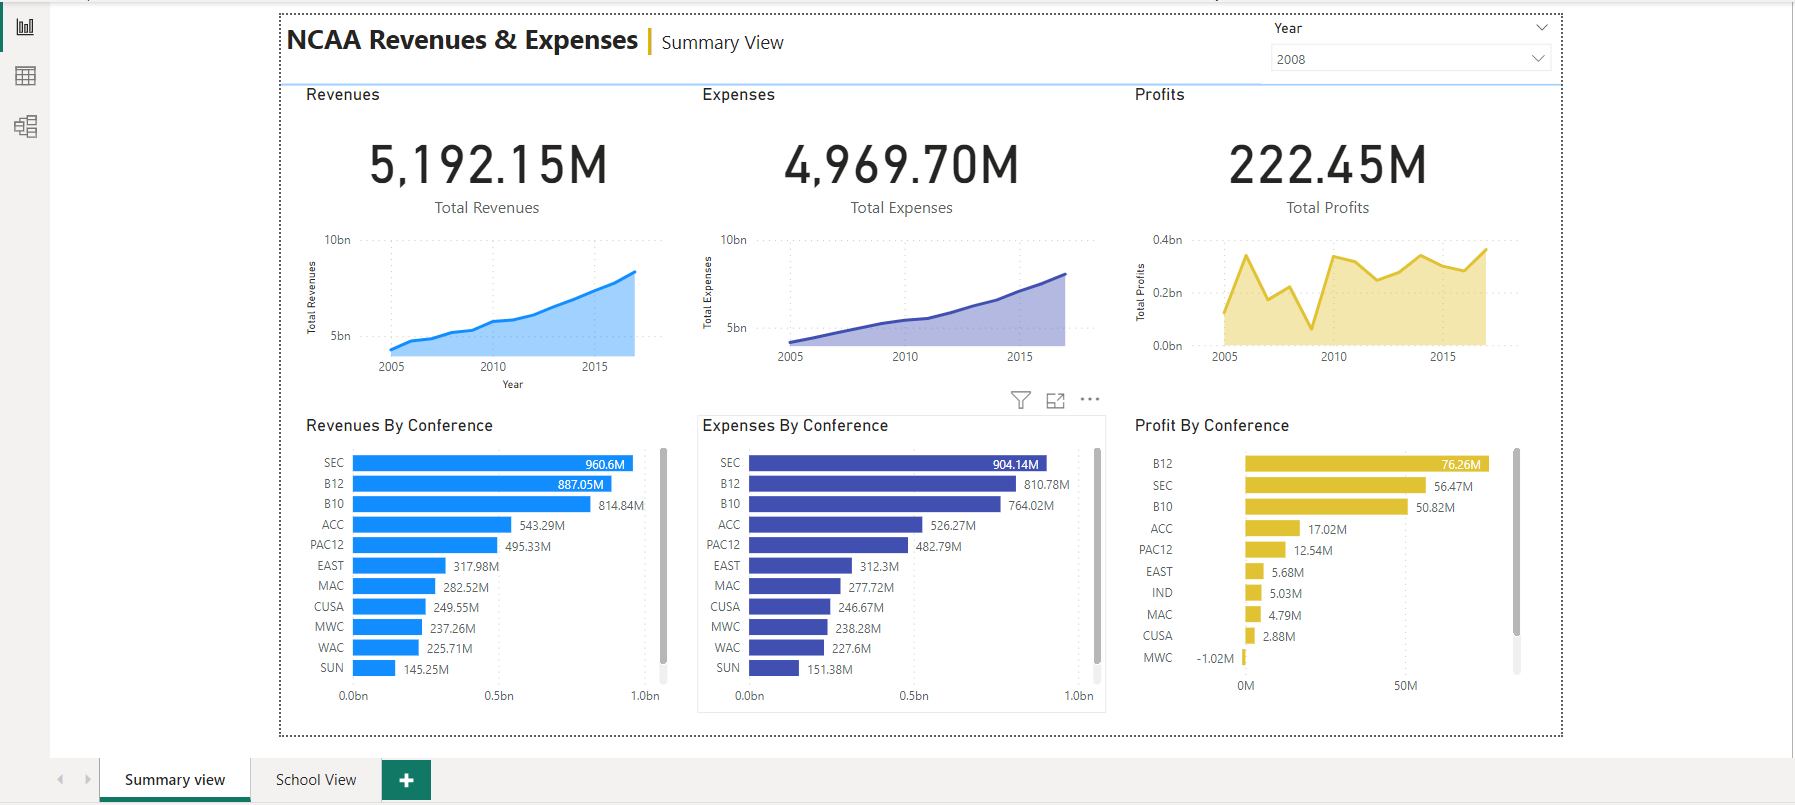 NCAA Revenues & Expenses | Summary View
Year
2008
Revenues
5,192.15M
Total Revenues
10bn
5bn
Total Revenues
2005 2010 2015
Year
Expenses
4,969.70M
Total Expenses
10bn
5bn
Total Expenses
2005 2010 2015
Profits
222.45M
Total Profits
0.4bn
0.2bn
0.0bn
Total Profits
2005 2010 2015
Revenues By Conference
SEC 960.6M
B12 887.05M
B10 814.84M
ACC 543.29M
PAC12 495.33M
EAST 317.98M
MAC 282.52M
CUSA 249.55M
MWC 237.26M
WAC 225.71M
SUN 145.25M
0.0bn 0.5bn 1.0bn
Expenses By Conference
SEC 904.14M
B12 810.78M
B10 764.02M
ACC 526.27M
PAC12 482.79M
EAST 312.3M
MAC 277.72M
CUSA 246.67M
MWC 238.28M
WAC 227.6M
SUN 151.38M
0.0bn 0.5bn 1.0bn
Profit By Conference
B12 76.26M
SEC 56.47M
B10 50.82M
ACC 17.02M
PAC12 12.54M
EAST 5.68M
IND 5.03M
MAC 4.79M
CUSA 2.88M
MWC -1.02M
0M 50M
Summary view
School View
+